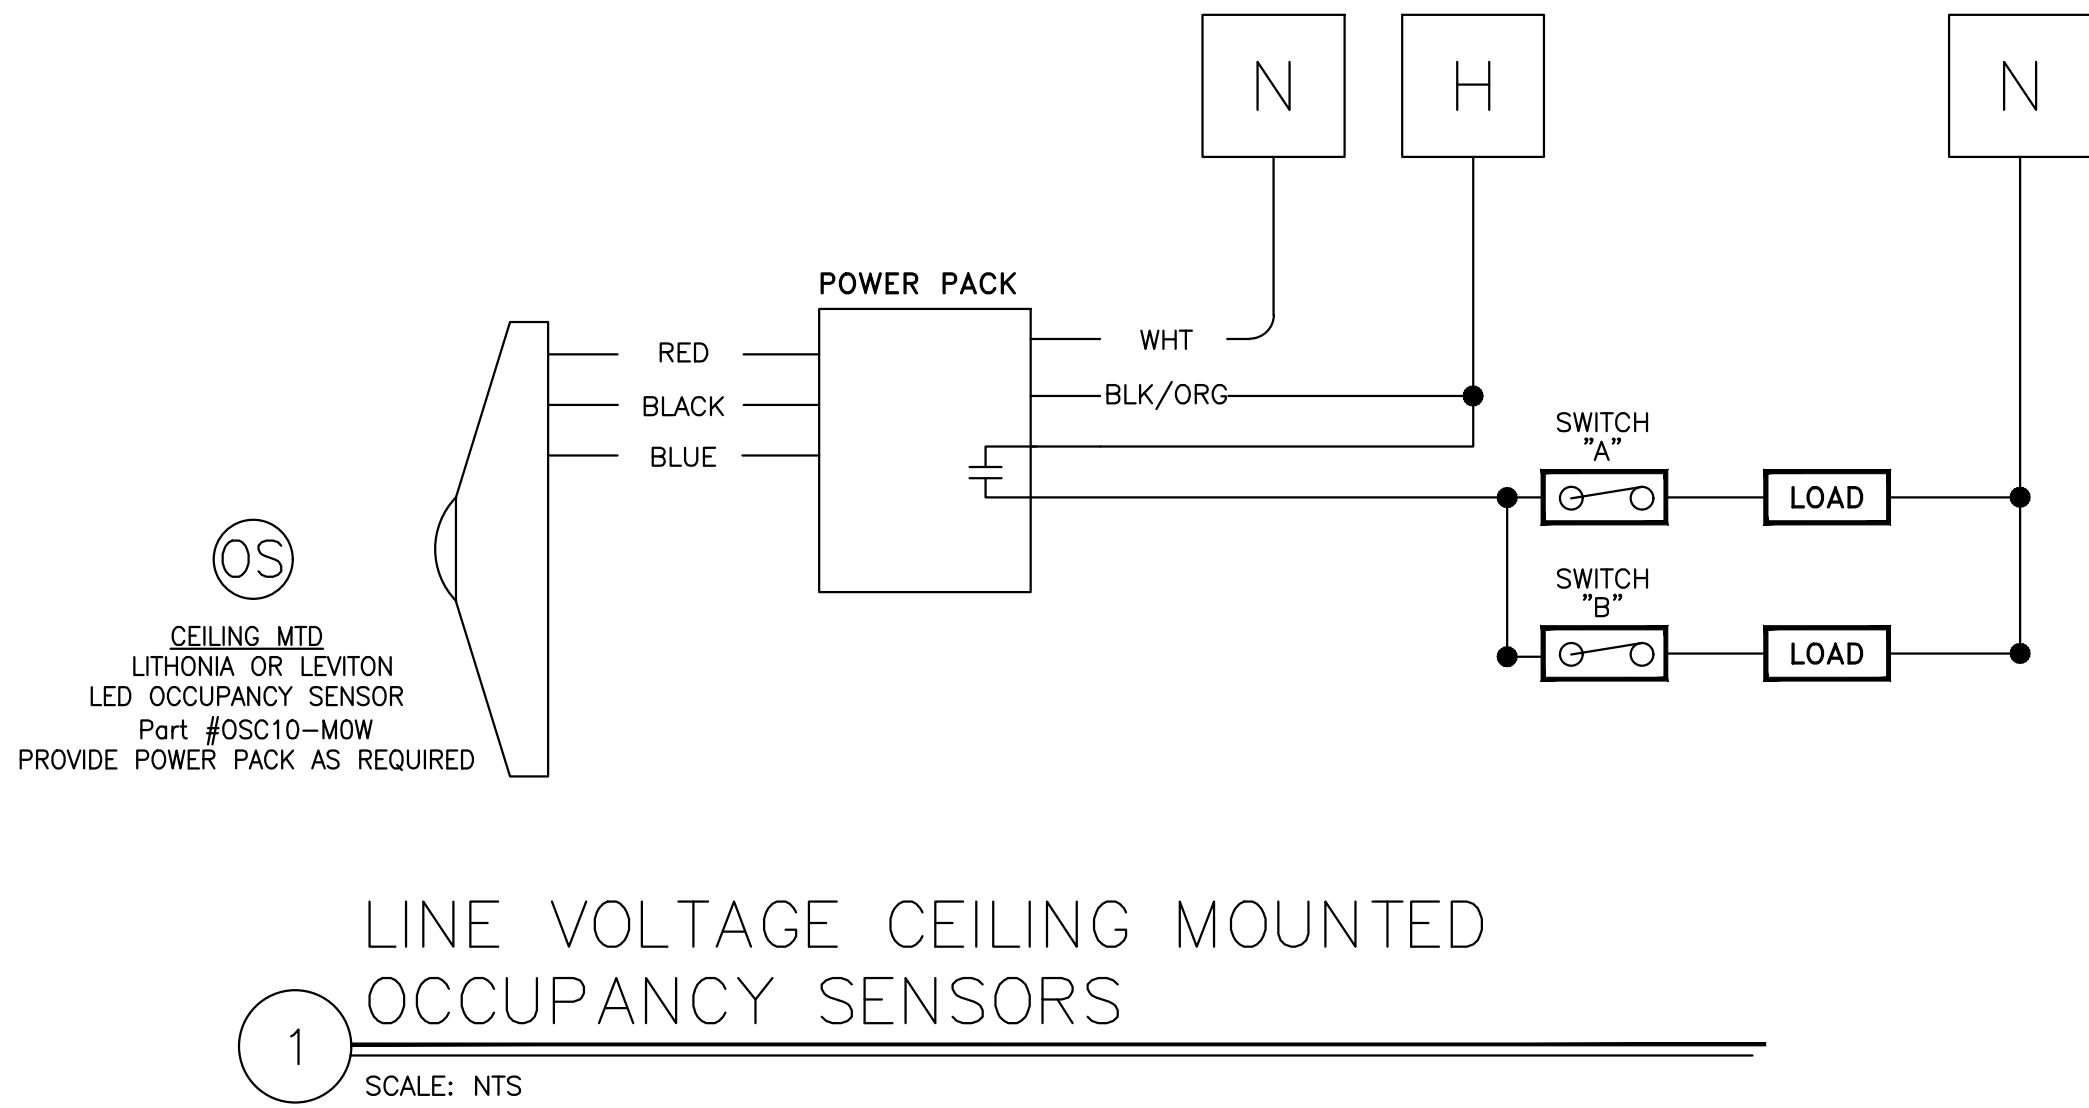 N
H
N
POWER PACK
RED
WHT
BLACK
BLK/ORG
BLUE
SWITCH
"A"
LOAD
SWITCH
"B"
LOAD
OS
CEILING MTD
LITHONIA OR LEVITON
LED OCCUPANCY SENSOR
Part #OSC10-M0W
PROVIDE POWER PACK AS REQUIRED
LINE VOLTAGE CEILING MOUNTED
OCCUPANCY SENSORS
1
SCALE: NTS